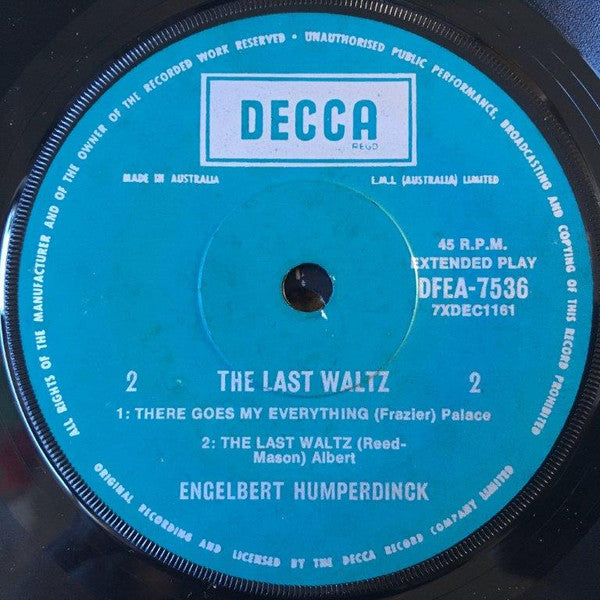 ALL RIGHTS OF THE MANUFACTURER AND OF THE OWNER OF THE RECORDED WORK RESERVED • UNAUTHORISED PUBLIC PERFORMANCE, BROADCASTING AND COPYING OF THIS RECORD PROHIBITED
DECCA
REGD
MADE IN AUSTRALIA
E.M.I. (AUSTRALIA) LIMITED
45 R.P.M.
EXTENDED PLAY
DFEA-7536
7XDEC1161
2 THE LAST WALTZ 2
1: THERE GOES MY EVERYTHING (Frazier) Palace
2: THE LAST WALTZ (Reed-
Mason) Albert
ENGELBERT HUMPERDINCK
ORIGINAL RECORDING AND LICENSED BY THE DECCA RECORD COMPANY LIMITED